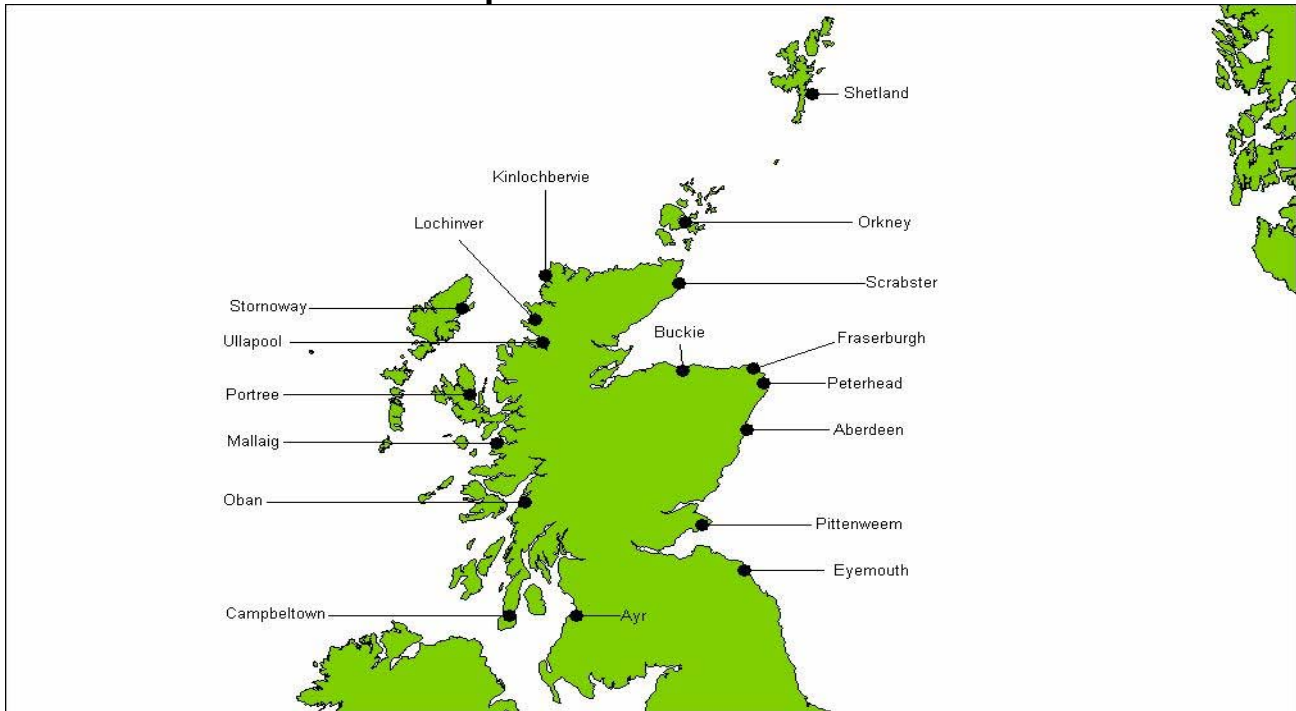 Shetland
Kinlochbervie
Lochinver
Orkney
Scrabster
Stornoway
Buckie
Ullapool
Fraserburgh
Peterhead
Portree
Aberdeen
Mallaig
Oban
Pittenweem
Eyemouth
Campbeltown
Ayr